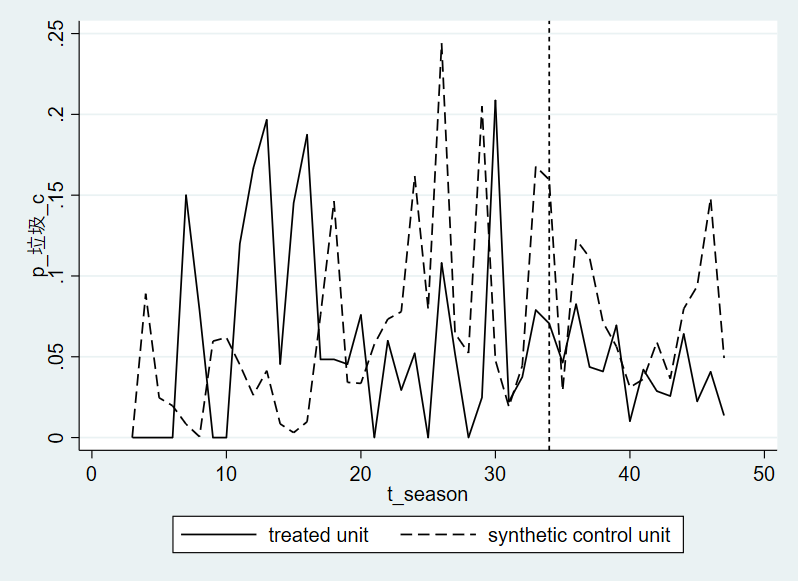 .25
.2
.15
.1
.05
0
p_垃圾_c
0 10 20 30 40 50
t_season
treated unit synthetic control unit